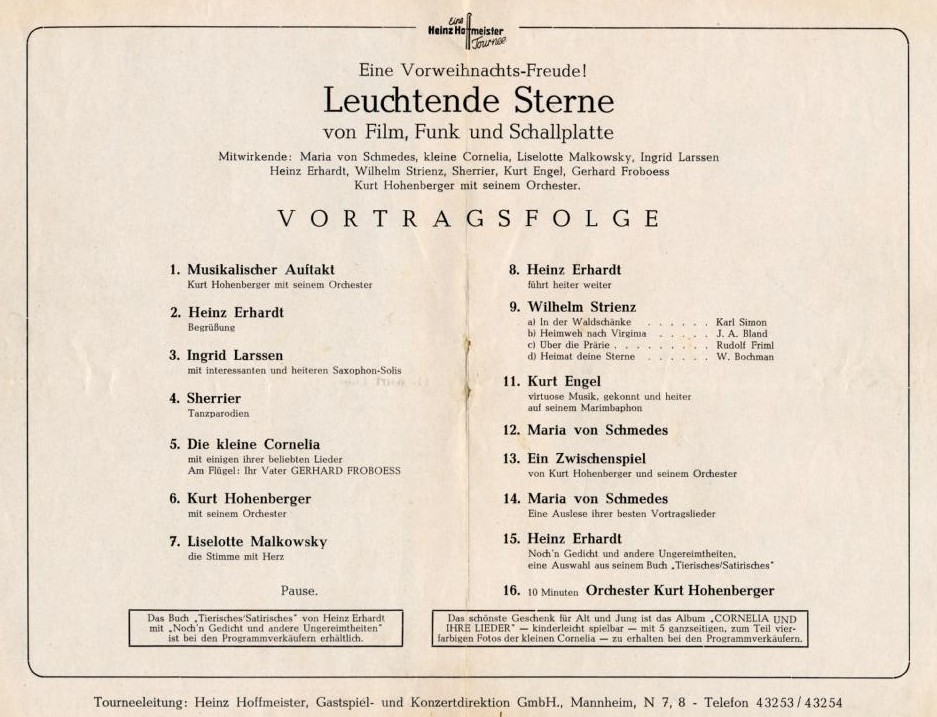 Eine
Heinz Hoffmeister
Tournee
Eine Vorweihnachts-Freude!
Leuchtende Sterne
von Film, Funk und Schallplatte
Mitwirkende: Maria von Schmedes, kleine Cornelia, Liselotte Malkowsky, Ingrid Larssen
Heinz Erhardt, Wilhelm Strienz, Sherrier, Kurt Engel, Gerhard Froboess
Kurt Hohenberger mit seinem Orchester.
VORTRAGSFOLGE
1. Musikalischer Auftakt
Kurt Hohenberger mit seinem Orchester
2. Heinz Erhardt
Begrüßung
3. Ingrid Larssen
mit interessanten und heiteren Saxophon-Solis
4. Sherrier
Tanzparodien
5. Die kleine Cornelia
mit einigen ihrer beliebten Lieder
Am Flügel: Ihr Vater GERHARD FROBOESS
6. Kurt Hohenberger
mit seinem Orchester
7. Liselotte Malkowsky
die Stimme mit Herz
Pause.
Das Buch „Tierisches/Satirisches" von Heinz Erhardt
mit „Noch'n Gedicht und andere Ungereimtheiten"
ist bei den Programmverkäufern erhältlich.
8. Heinz Erhardt
führt heiter weiter
9. Wilhelm Strienz
a) In der Waldschänke . . . . . . Karl Simon
b) Heimweh nach Virginia . . . . . J. A. Bland
c) Über die Prärie . . . . . . . . . Rudolf Friml
d) Heimat deine Sterne . . . . . . W. Bochman
11. Kurt Engel
virtuose Musik, gekonnt und heiter
auf seinem Marimbaphon
12. Maria von Schmedes
13. Ein Zwischenspiel
von Kurt Hohenberger und seinem Orchester
14. Maria von Schmedes
Eine Auslese ihrer besten Vortragslieder
15. Heinz Erhardt
Noch'n Gedicht und andere Ungereimtheiten,
eine Auswahl aus seinem Buch „Tierisches/Satirisches"
16. 10 Minuten Orchester Kurt Hohenberger
Das schönste Geschenk für Alt und Jung ist das Album „CORNELIA UND
IHRE LIEDER" — kinderleicht spielbar — mit 5 ganzseitigen, zum Teil vier-
farbigen Fotos der kleinen Cornelia — zu erhalten bei den Programmverkäufern.
Tourneeleitung: Heinz Hoffmeister, Gastspiel- und Konzertdirektion GmbH., Mannheim, N 7, 8 - Telefon 43253/43254